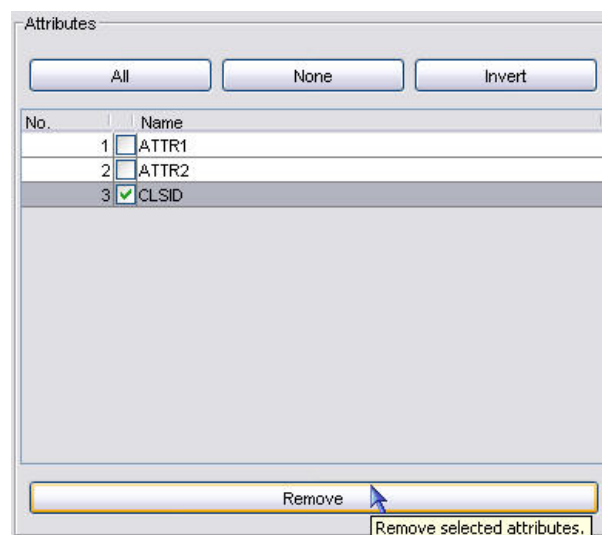 Attributes
All None Invert
No. Name
1 ATTR1
2 ATTR2
3 CLSID
Remove
Remove selected attributes.